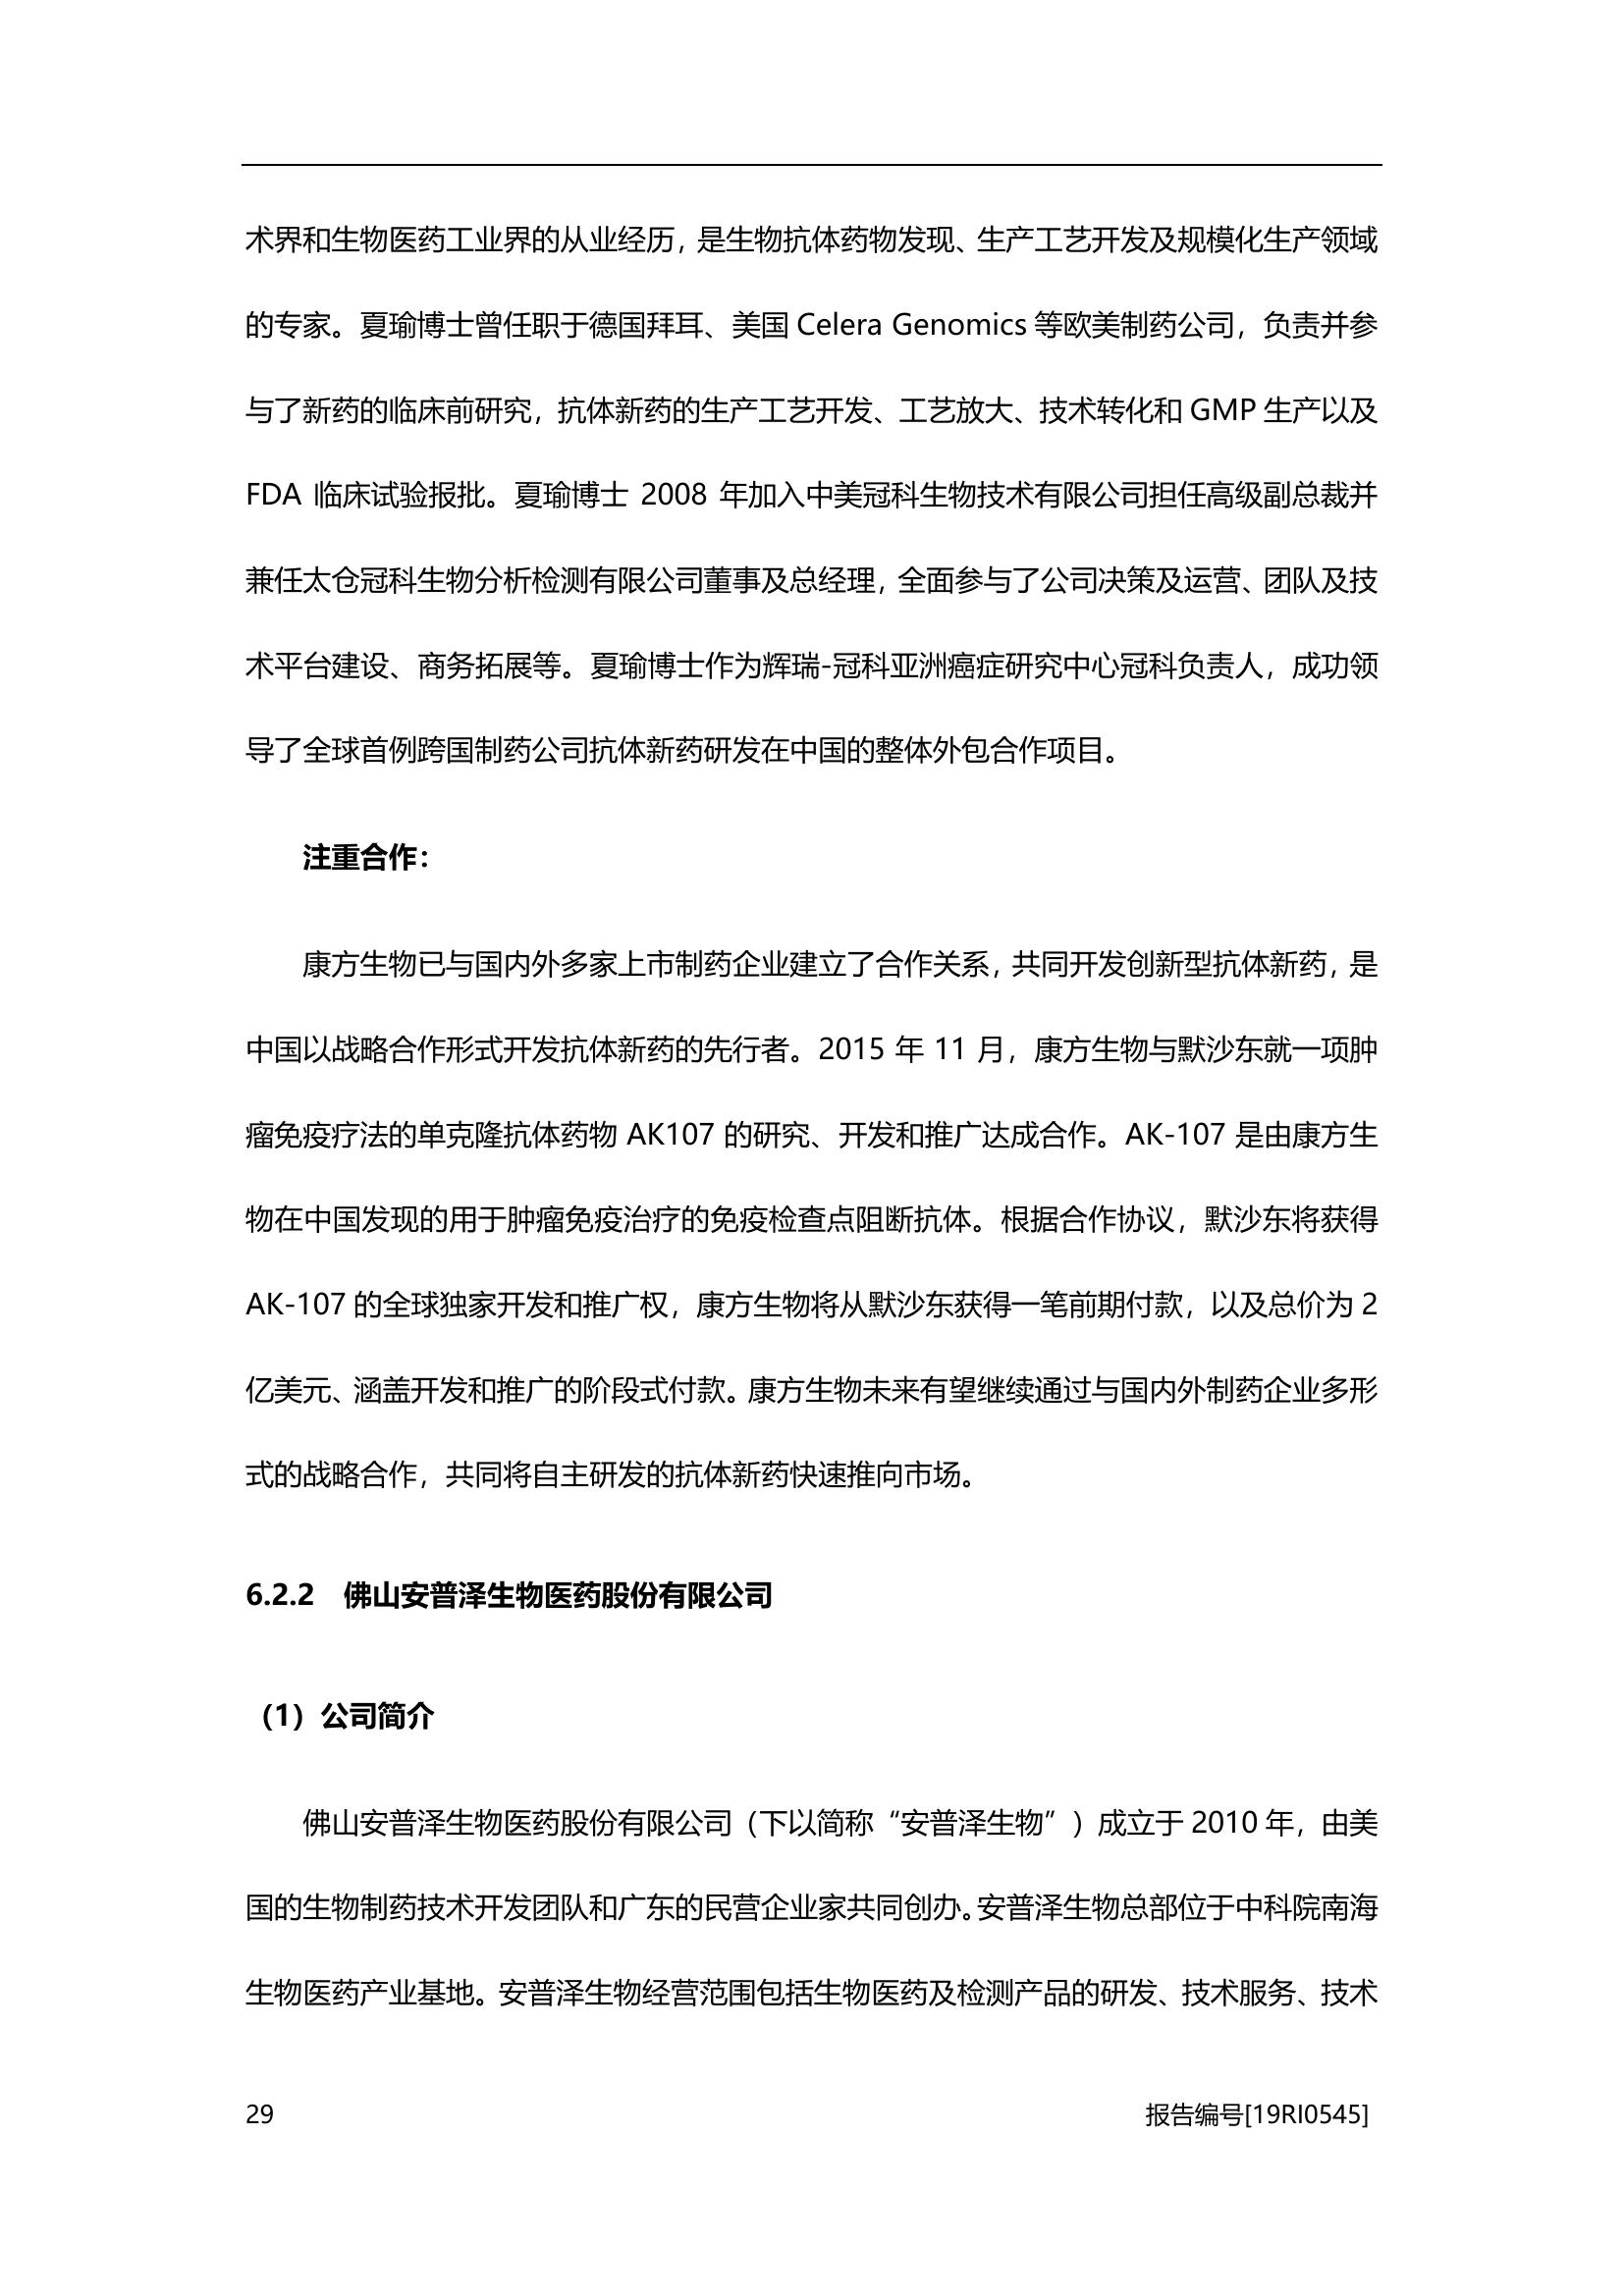 术界和生物医药工业界的从业经历，是生物抗体药物发现、生产工艺开发及规模化生产领域
的专家。夏瑜博士曾任职于德国拜耳、美国 Celera Genomics 等欧美制药公司，负责并参
与了新药的临床前研究，抗体新药的生产工艺开发、工艺放大、技术转化和 GMP 生产以及
FDA 临床试验报批。夏瑜博士 2008 年加入中美冠科生物技术有限公司担任高级副总裁并
兼任太仓冠科生物分析检测有限公司董事及总经理，全面参与了公司决策及运营、团队及技
术平台建设、商务拓展等。夏瑜博士作为辉瑞-冠科亚洲癌症研究中心冠科负责人，成功领
导了全球首例跨国制药公司抗体新药研发在中国的整体外包合作项目。
注重合作：
康方生物已与国内外多家上市制药企业建立了合作关系，共同开发创新型抗体新药，是
中国以战略合作形式开发抗体新药的先行者。2015 年 11 月，康方生物与默沙东就一项肿
瘤免疫疗法的单克隆抗体药物 AK107 的研究、开发和推广达成合作。AK-107 是由康方生
物在中国发现的用于肿瘤免疫治疗的免疫检查点阻断抗体。根据合作协议，默沙东将获得
AK-107 的全球独家开发和推广权，康方生物将从默沙东获得一笔前期付款，以及总价为 2
亿美元、涵盖开发和推广的阶段式付款。康方生物未来有望继续通过与国内外制药企业多形
式的战略合作，共同将自主研发的抗体新药快速推向市场。
6.2.2 佛山安普泽生物医药股份有限公司
（1）公司简介
佛山安普泽生物医药股份有限公司（下以简称“安普泽生物”）成立于 2010 年，由美
国的生物制药技术开发团队和广东的民营企业家共同创办。安普泽生物总部位于中科院南海
生物医药产业基地。安普泽生物经营范围包括生物医药及检测产品的研发、技术服务、技术
29 报告编号[19RI0545]